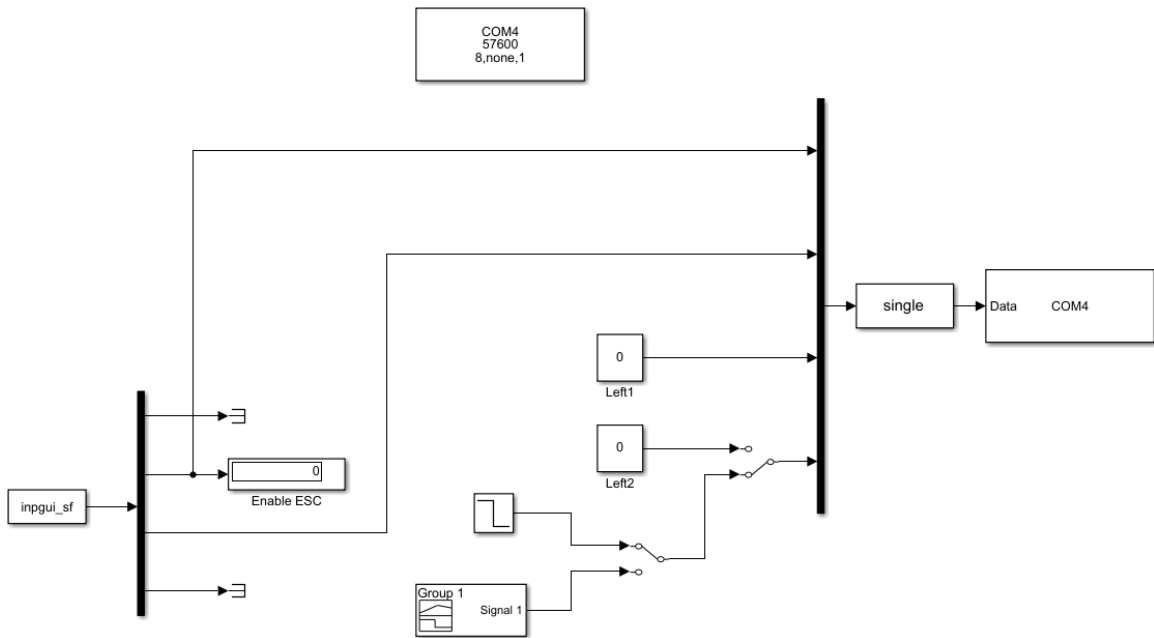 COM4
57600
8,none,1
single
Data
COM4
0
Left1
0
Left2
0
Enable ESC
inpgui_sf
Group 1
Signal 1